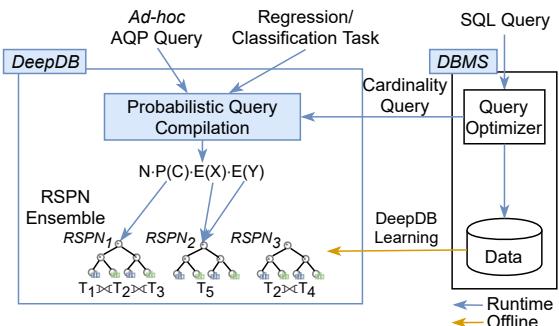 Ad-hoc
AQP Query
Regression/
Classification Task
SQL Query
DeepDB
DBMS
Cardinality
Query
Probabilistic Query
Compilation
Query
Optimizer
N·P(C)·E(X)·E(Y)
RSPN
Ensemble
RSPN1
RSPN2
RSPN3
DeepDB
Learning
Data
T1⋈T2⋈T3
T5
T2⋈T4
Runtime
Offline